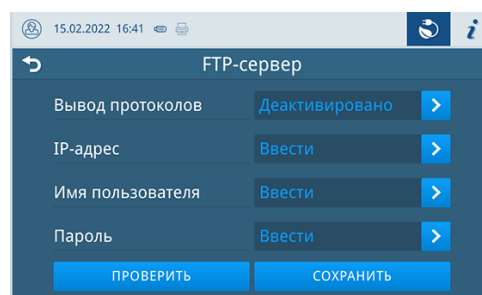 15.02.2022 16:41
FTP-сервер
Вывод протоколов Деактивировано
IP-адрес Ввести
Имя пользователя Ввести
Пароль Ввести
ПРОВЕРИТЬ СОХРАНИТЬ